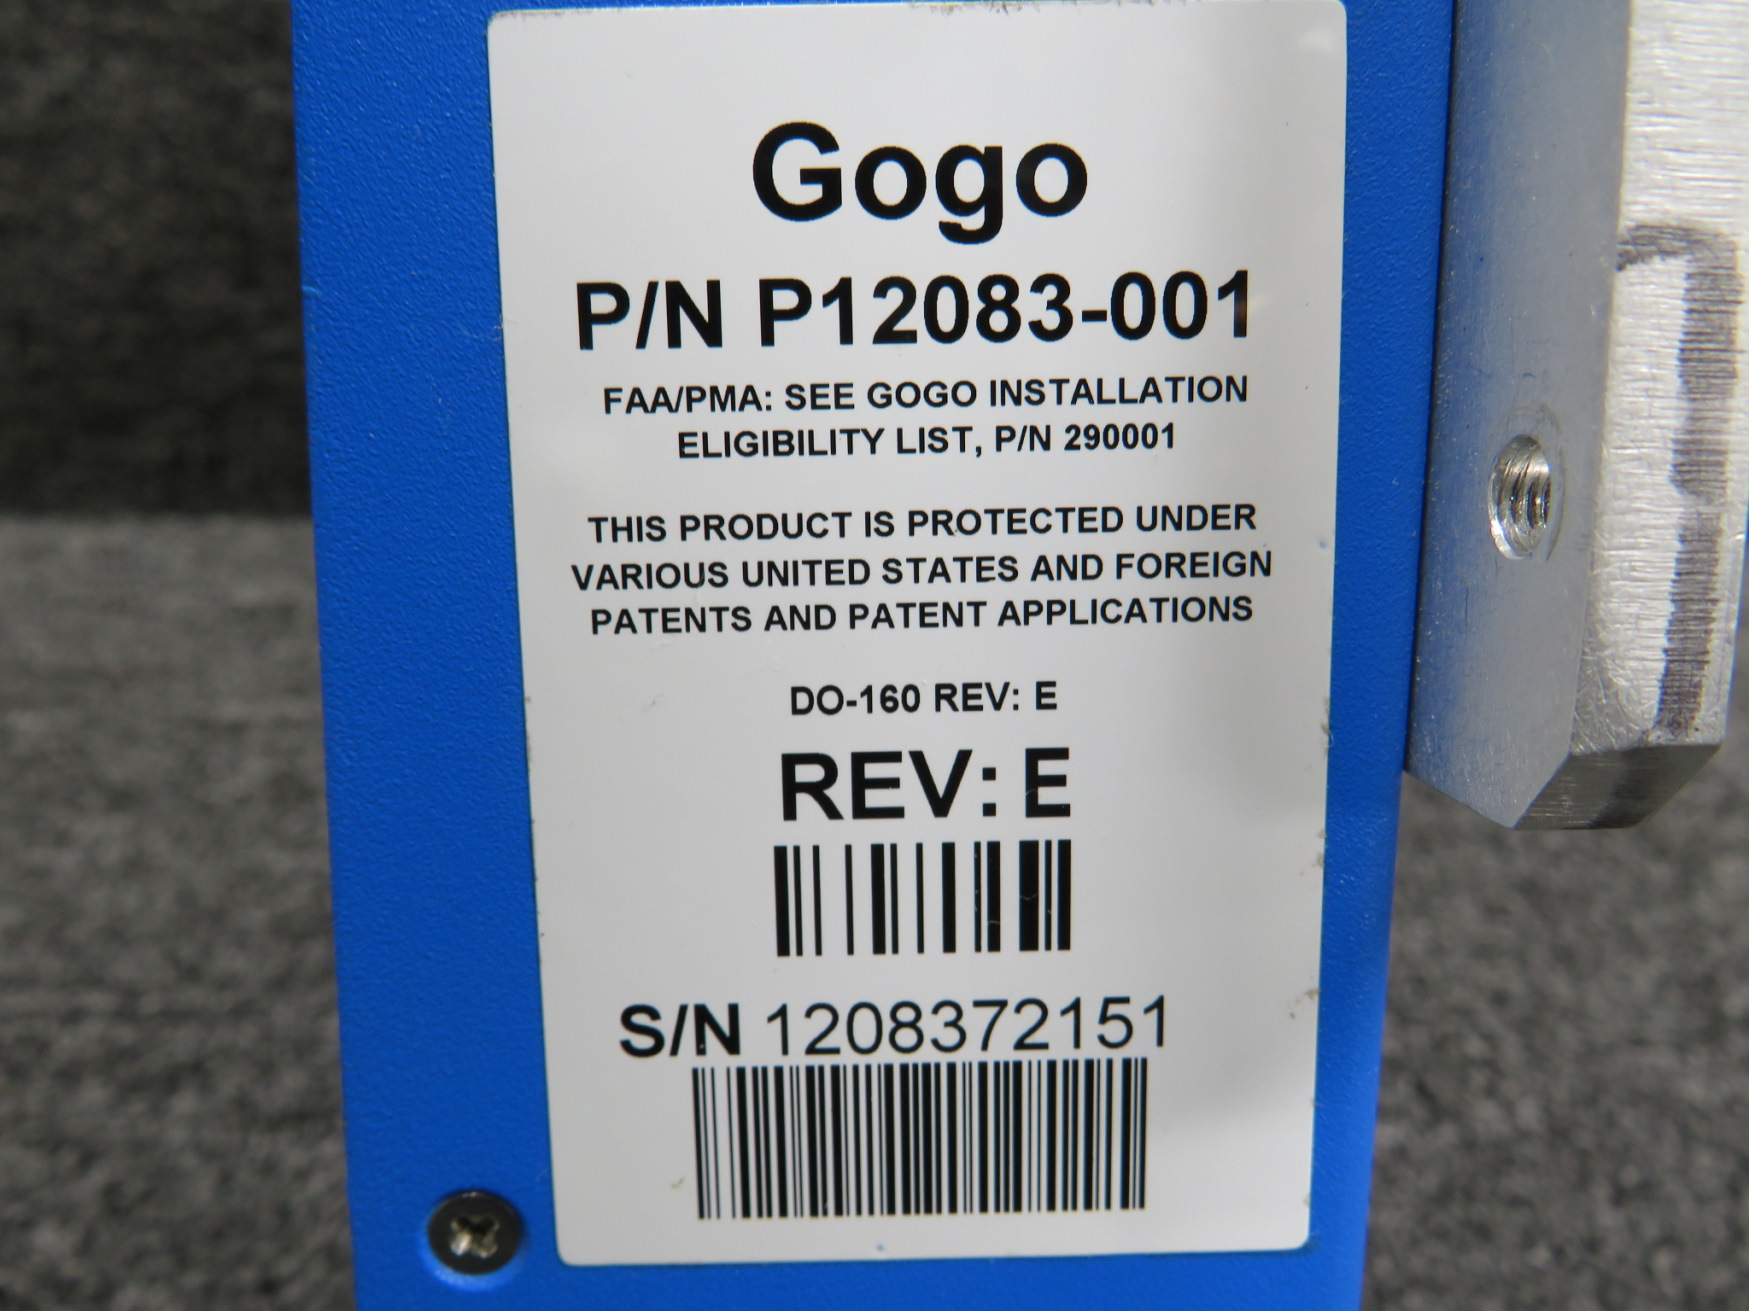 Gogo
P/N P12083-001
FAA/PMA: SEE GOGO INSTALLATION
ELIGIBILITY LIST, P/N 290001
THIS PRODUCT IS PROTECTED UNDER
VARIOUS UNITED STATES AND FOREIGN
PATENTS AND PATENT APPLICATIONS
DO-160 REV: E
REV: E
S/N 1208372151